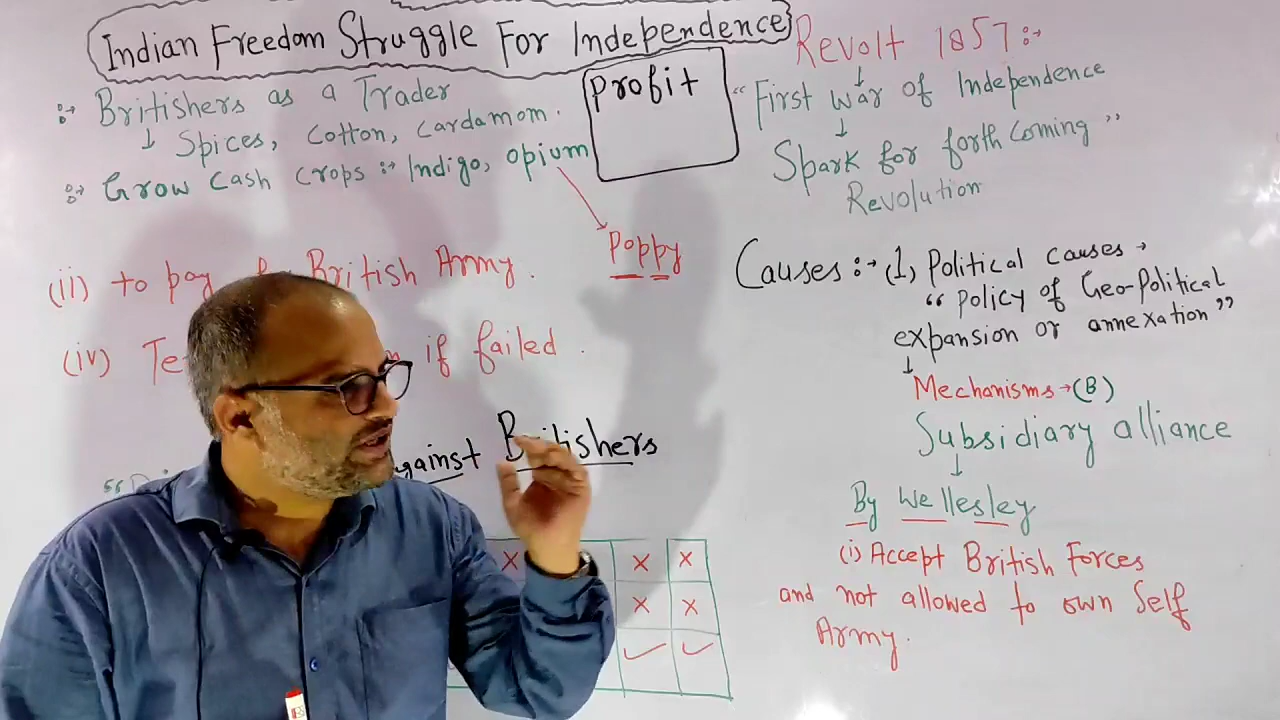 Indian Freedom Struggle For Independence
:→ Britishers as a Trader
↓ Spices, Cotton, Cardamom.
:→ Grow Cash Crops :→ Indigo, Opium
Profit
Poppy
(iii) to pay British Army.
(iv) if failed.
against Britishers
x x x
x x
✓ ✓
Revolt 1857:→
"First war of Independence
↓
Spark for forth coming"
Revolution
Causes :→ (1) Political causes →
"policy of Geo-Political
expansion or annexation"
↓
Mechanisms → (B)
Subsidiary alliance
↓
By Wellesley
(i) Accept British Forces
and not allowed to own Self
Army.